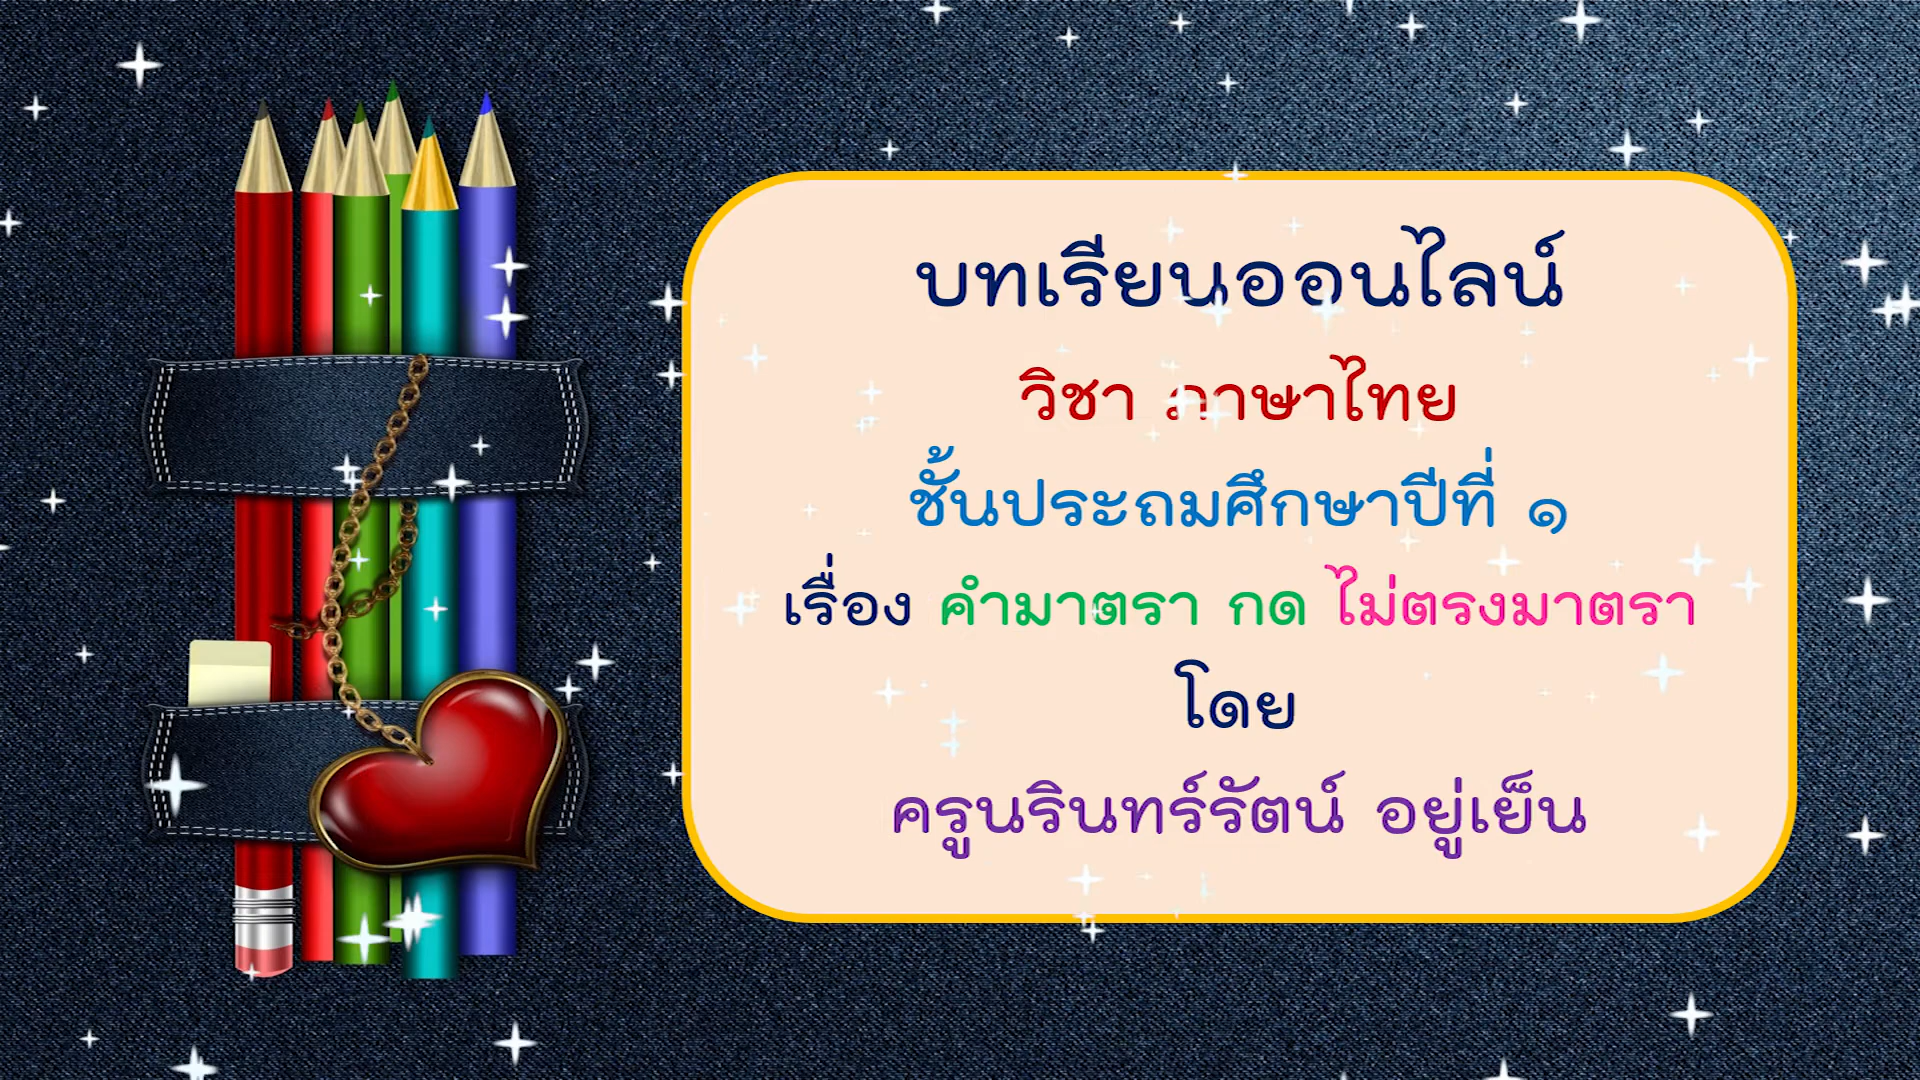 บทเรียนออนไลน์
วิชา ภาษาไทย
ชั้นประถมศึกษาปีที่ ๑
เรื่อง คำมาตรา กด ไม่ตรงมาตรา
โดย
ครูนรินทร์รัตน์ อยู่เย็น